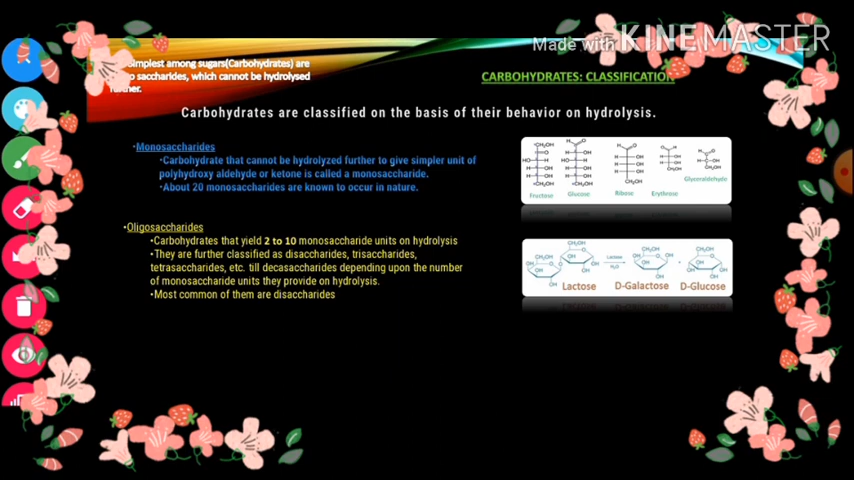 Made with KINEMASTER
simplest among sugars(Carbohydrates) are
saccharides, which cannot be hydrolysed
further.
CARBOHYDRATES: CLASSIFICATION
Carbohydrates are classified on the basis of their behavior on hydrolysis.
•Monosaccharides
•Carbohydrate that cannot be hydrolyzed further to give simpler unit of
polyhydroxy aldehyde or ketone is called a monosaccharide.
•About 20 monosaccharides are known to occur in nature.
Fructose Glucose Ribose Erythrose Glyceraldehyde
•Oligosaccharides
•Carbohydrates that yield 2 to 10 monosaccharide units on hydrolysis
•They are further classified as disaccharides, trisaccharides,
tetrasaccharides, etc. till decasaccharides depending upon the number
of monosaccharide units they provide on hydrolysis.
•Most common of them are disaccharides
Lactase
H₂O
Lactose D-Galactose D-Glucose